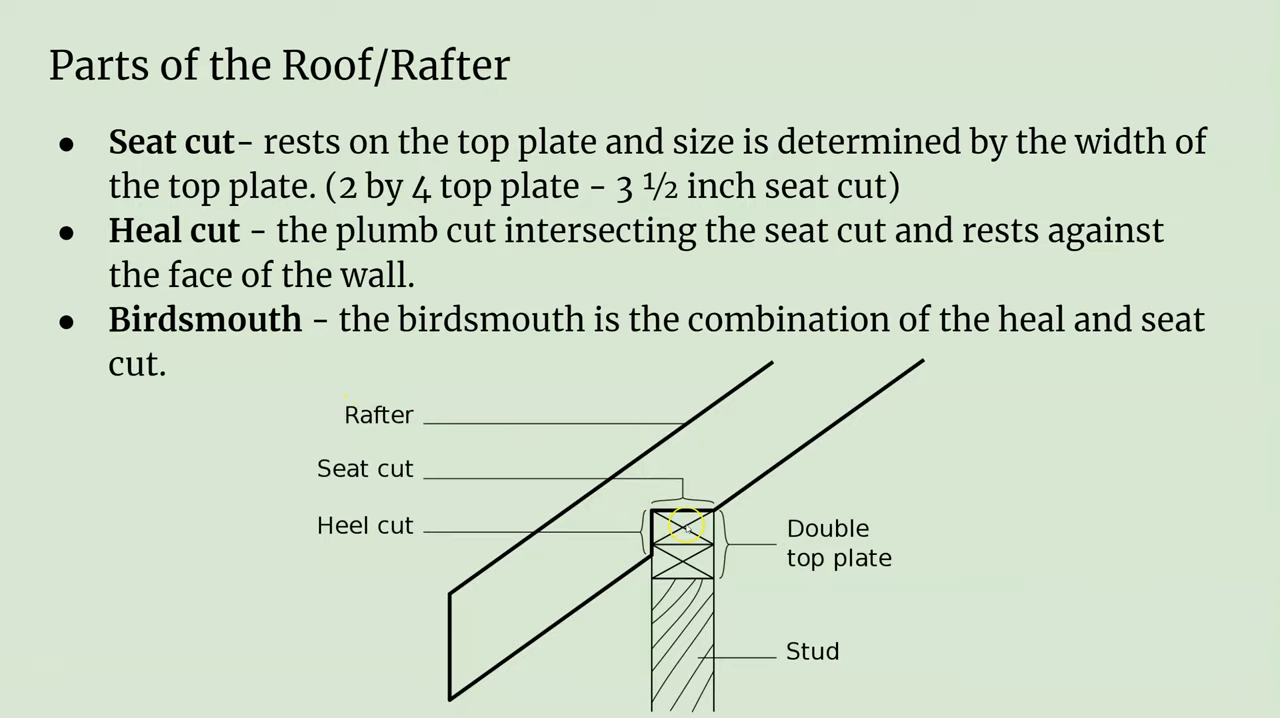 Parts of the Roof/Rafter
● Seat cut- rests on the top plate and size is determined by the width of
the top plate. (2 by 4 top plate - 3 ½ inch seat cut)
● Heal cut - the plumb cut intersecting the seat cut and rests against
the face of the wall.
● Birdsmouth - the birdsmouth is the combination of the heal and seat
cut.
Rafter
Seat cut
Heel cut
Double
top plate
Stud